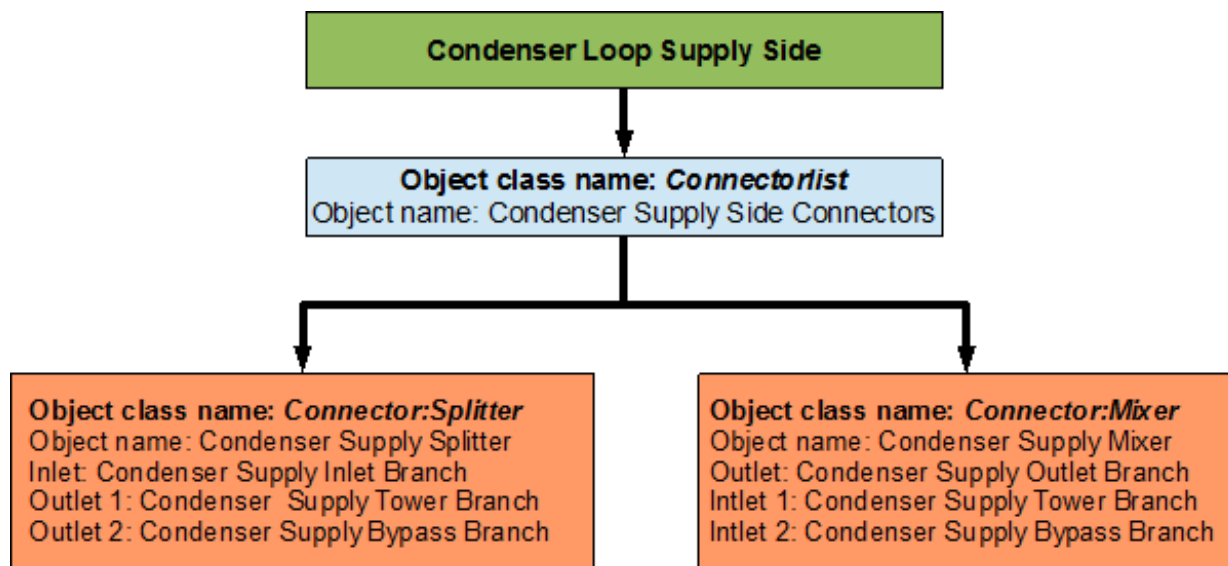 Condenser Loop Supply Side
Object class name: Connectorlist
Object name: Condenser Supply Side Connectors
Object class name: Connector:Splitter
Object name: Condenser Supply Splitter
Inlet: Condenser Supply Inlet Branch
Outlet 1: Condenser  Supply Tower Branch
Outlet 2: Condenser Supply Bypass Branch
Object class name: Connector:Mixer
Object name: Condenser Supply Mixer
Outlet: Condenser Supply Outlet Branch
Intlet 1: Condenser Supply Tower Branch
Intlet 2: Condenser Supply Bypass Branch